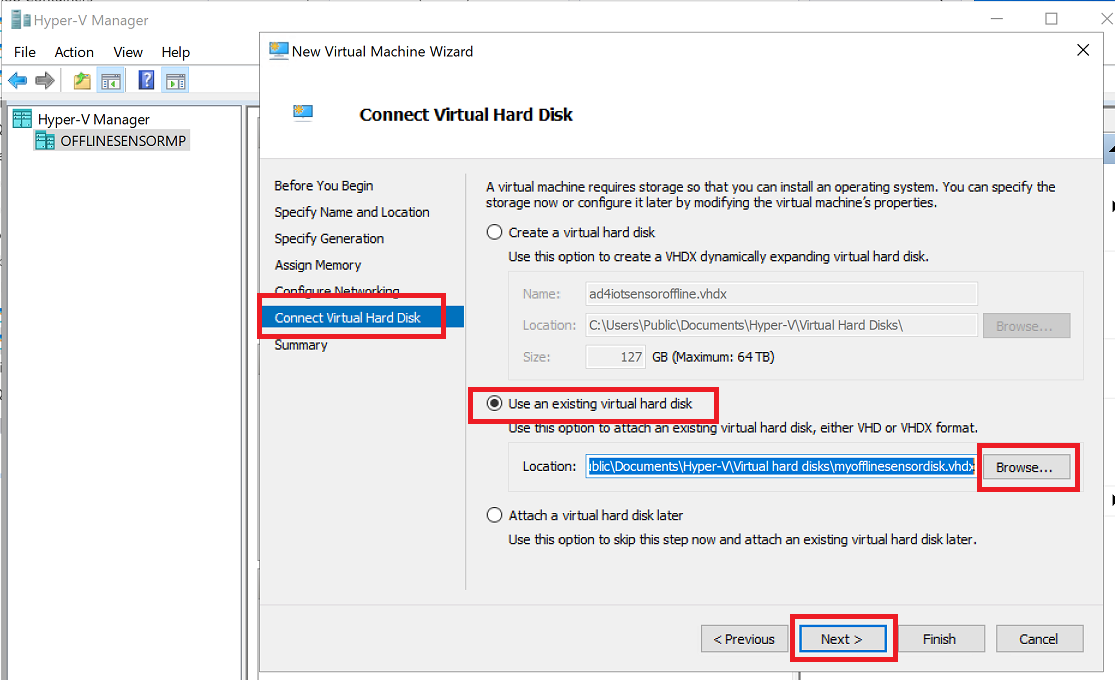 Hyper-V Manager
File Action View Help
Hyper-V Manager
OFFLINESENSORMP
New Virtual Machine Wizard
Connect Virtual Hard Disk
Before You Begin
Specify Name and Location
Specify Generation
Assign Memory
Configure Networking
Connect Virtual Hard Disk
Summary
A virtual machine requires storage so that you can install an operating system. You can specify the
storage now or configure it later by modifying the virtual machine's properties.
Create a virtual hard disk
Use this option to create a VHDX dynamically expanding virtual hard disk.
Name: ad4iotsensoroffline.vhdx
Location: C:\Users\Public\Documents\Hyper-V\Virtual Hard Disks\ Browse...
Size: 127 GB (Maximum: 64 TB)
Use an existing virtual hard disk
Use this option to attach an existing virtual hard disk, either VHD or VHDX format.
Location: ublic\Documents\Hyper-V\Virtual hard disks\myofflinesensordisk.vhdx Browse...
Attach a virtual hard disk later
Use this option to skip this step now and attach an existing virtual hard disk later.
< Previous Next > Finish Cancel